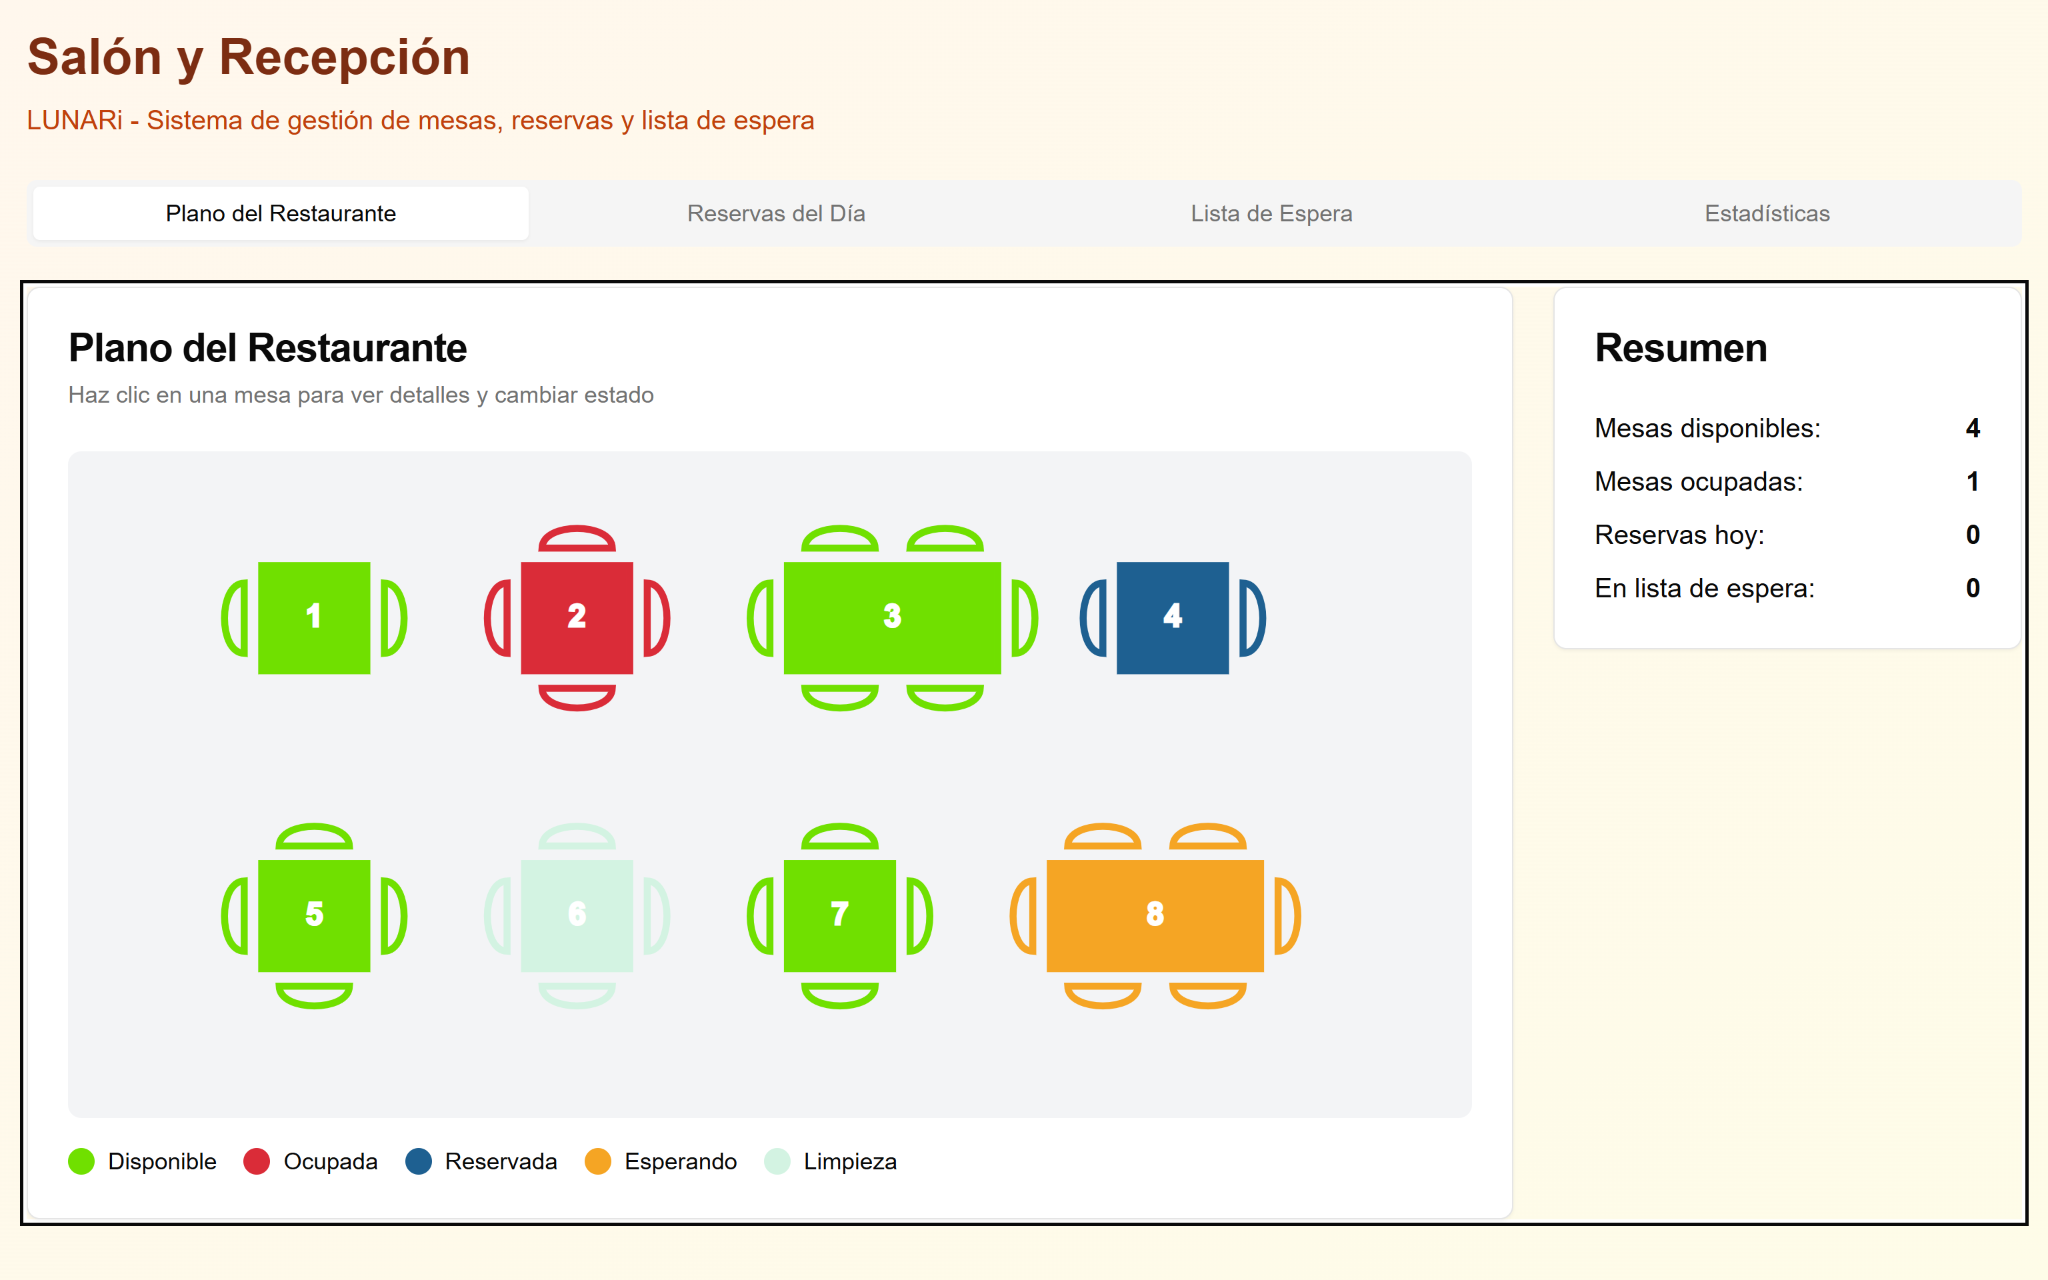 Salón y Recepción
LUNARi - Sistema de gestión de mesas, reservas y lista de espera
Plano del Restaurante
Reservas del Día
Lista de Espera
Estadísticas
Plano del Restaurante
Haz clic en una mesa para ver detalles y cambiar estado
1
2
3
4
5
6
7
8
Disponible
Ocupada
Reservada
Esperando
Limpieza
Resumen
Mesas disponibles: 4
Mesas ocupadas: 1
Reservas hoy: 0
En lista de espera: 0